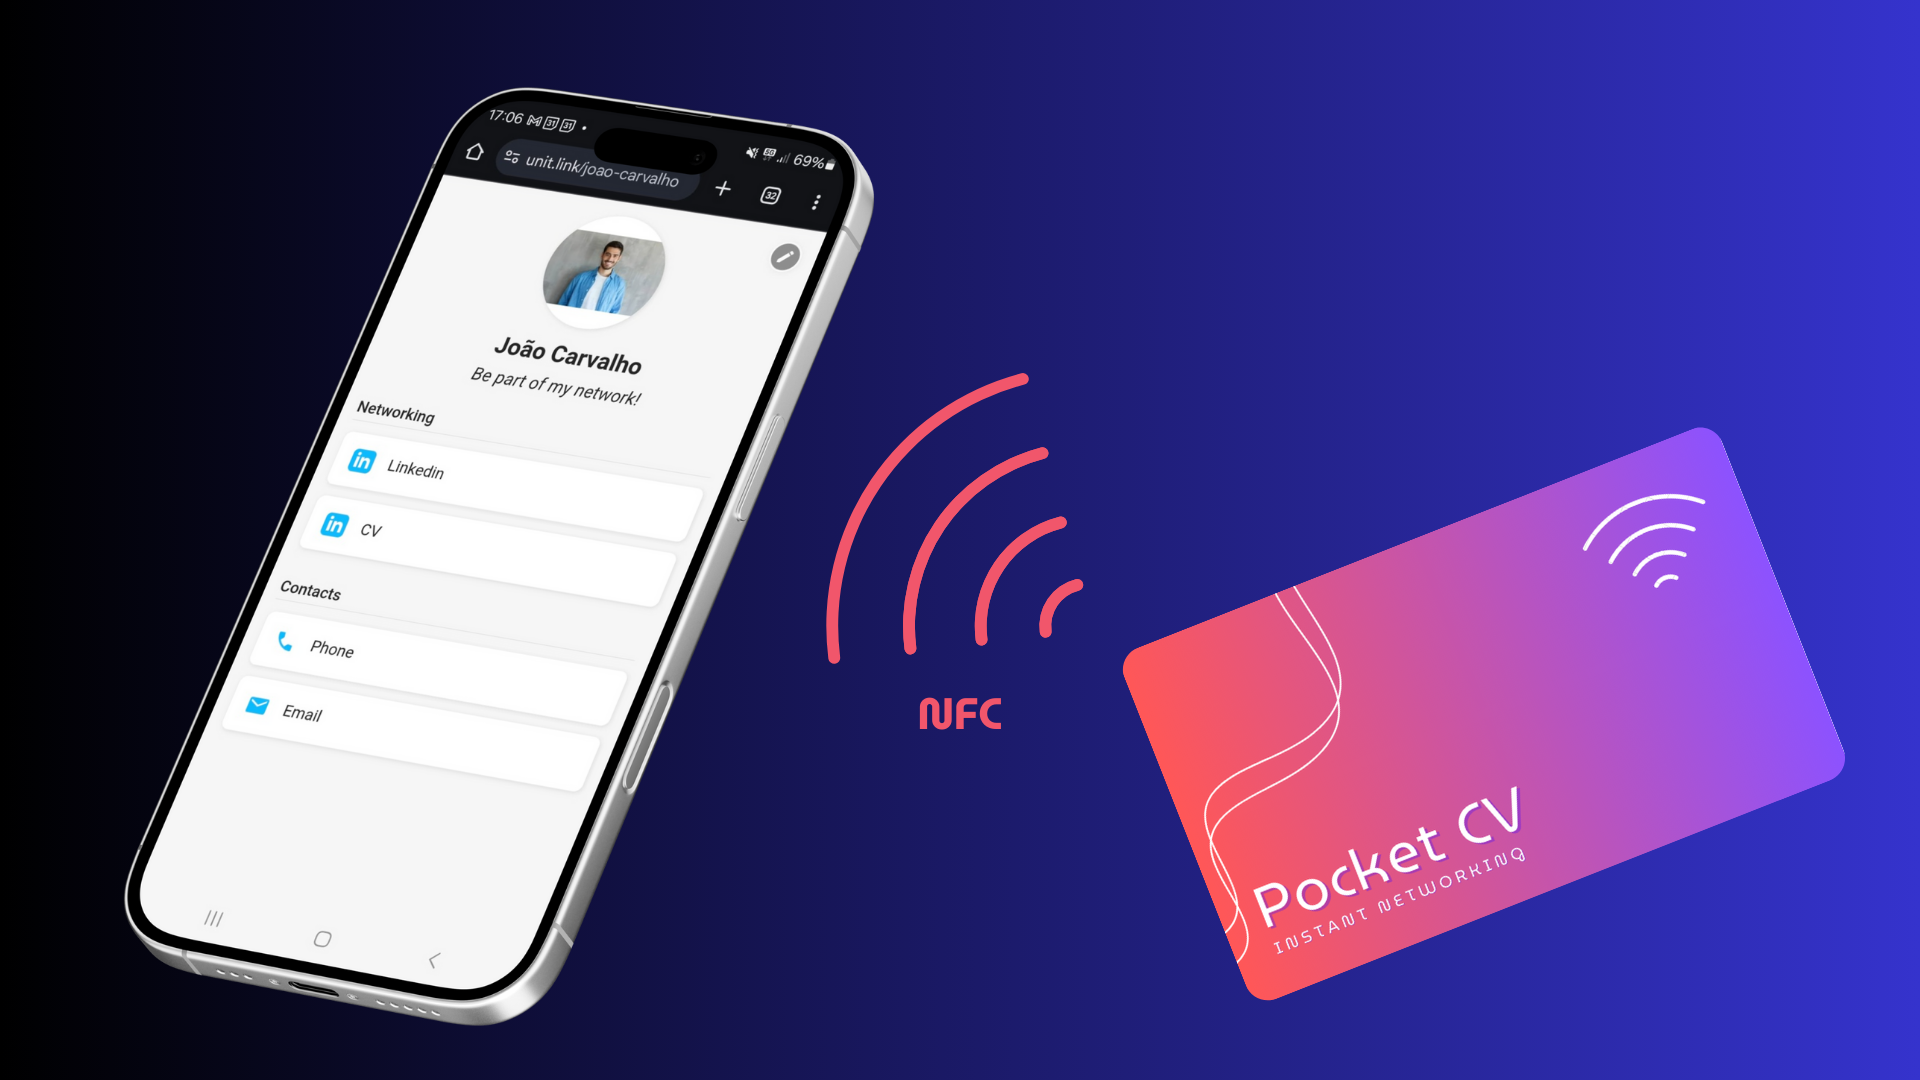 17:06
69%
unit.link/joao-carvalho
32
João Carvalho
Be part of my network!
Networking
in Linkedin
in CV
Contacts
Phone
Email
NFC
Pocket CV
INSTANT NETWORKING